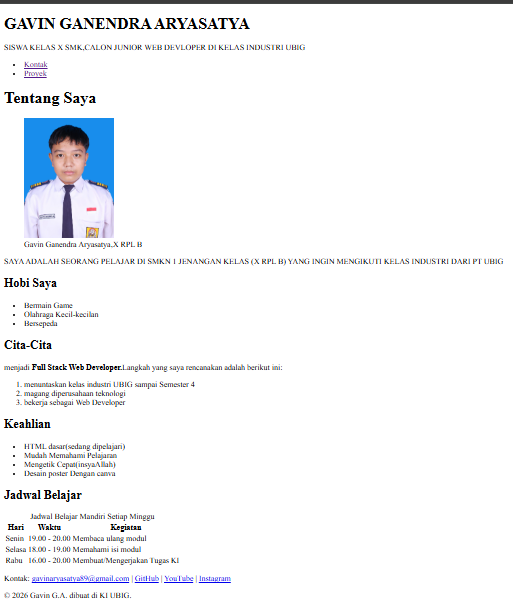 GAVIN GANENDRA ARYASATYA
SISWA KELAS X SMK,CALON JUNIOR WEB DEVLOPER DI KELAS INDUSTRI UBIG
Kontak
Proyek
Tentang Saya
Gavin Ganendra Aryasatya,X RPL B
SAYA ADALAH SEORANG PELAJAR DI SMKN 1 JENANGAN KELAS (X RPL B) YANG INGIN MENGIKUTI KELAS INDUSTRI DARI PT UBIG
Hobi Saya
Bermain Game
Olahraga Kecil-kecilan
Bersepeda
Cita-Cita
menjadi Full Stack Web Developer.Langkah yang saya rencanakan adalah berikut ini:
1. menuntaskan kelas industri UBIG sampai Semester 4
2. magang diperusahaan teknologi
3. bekerja sebagai Web Developer
Keahlian
HTML dasar(sedang dipelajari)
Mudah Memahami Pelajaran
Mengetik Cepat(insyaAllah)
Desain poster Dengan canva
Jadwal Belajar
Jadwal Belajar Mandiri Setiap Minggu
Hari Waktu Kegistan
Senin 19.00 - 20.00 Membaca ulang modul
Selasa 18.00 - 19.00 Memahami isi modul
Rabu 16.00 - 20.00 Membuat/Mengerjakan Tugas KI
Kontak: gavinaryasatya89@gmail.com | GitHub | YouTube | Instagram
© 2026 Gavin G.A. dibuat di KI UBIG.